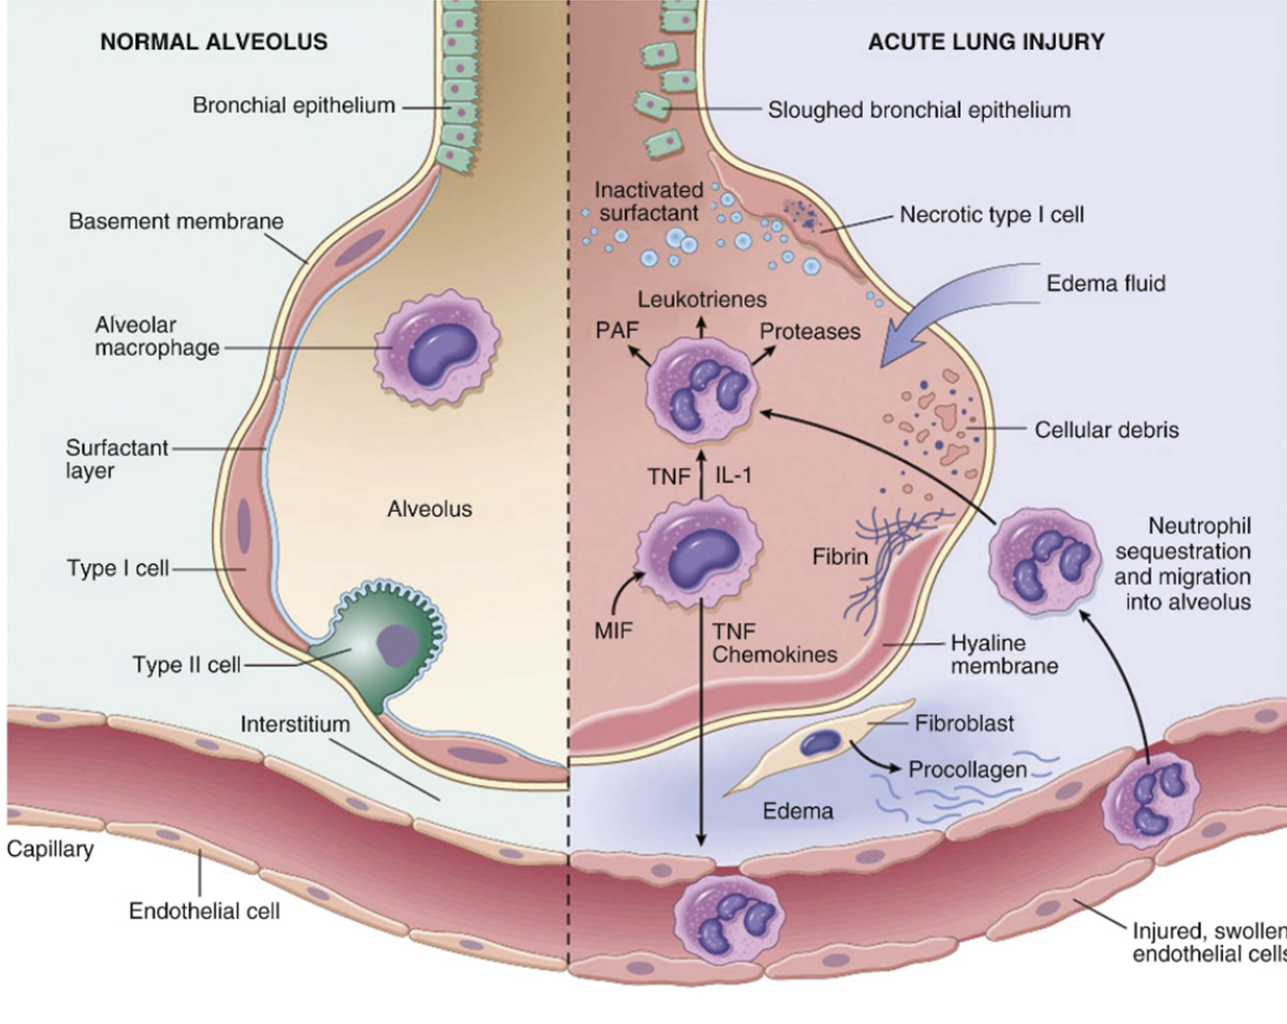 NORMAL ALVEOLUS
Bronchial epithelium
Basement membrane
Alveolar
macrophage
Surfactant
layer
Alveolus
Type I cell
Type II cell
Interstitium
Capillary
Endothelial cell
ACUTE LUNG INJURY
Sloughed bronchial epithelium
Inactivated
surfactant
Necrotic type I cell
Edema fluid
Leukotrienes
PAF
Proteases
Cellular debris
TNF
IL-1
Neutrophil
sequestration
and migration
into alveolus
Fibrin
MIF
TNF
Chemokines
Hyaline
membrane
Fibroblast
Procollagen
Edema
Injured, swollen
endothelial cells